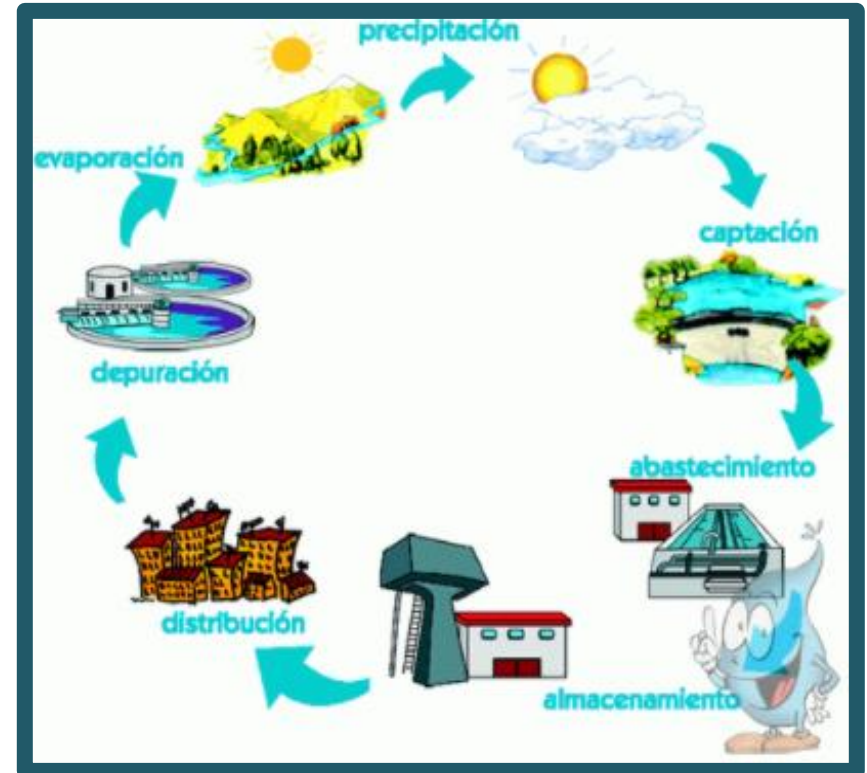 precipitación
evaporación
captación
depuración
abastecimiento
distribución
almacenamiento